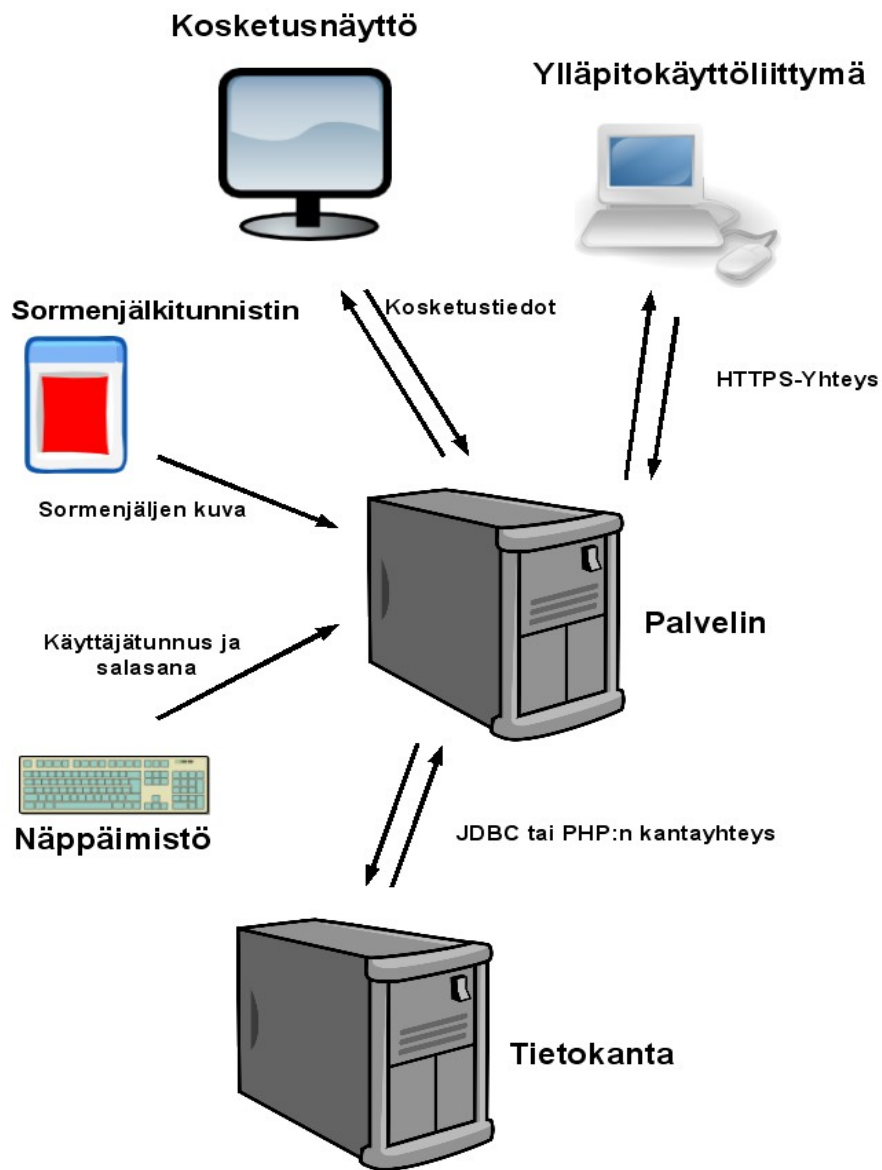 Kosketusnäyttö
Ylläpitokäyttöliittymä
Sormenjälkitunnistin
Kosketustiedot
HTTPS-Yhteys
Sormenjäljen kuva
Palvelin
Käyttäjätunnus ja
salasana
Näppäimistö
JDBC tai PHP:n kantayhteys
Tietokanta